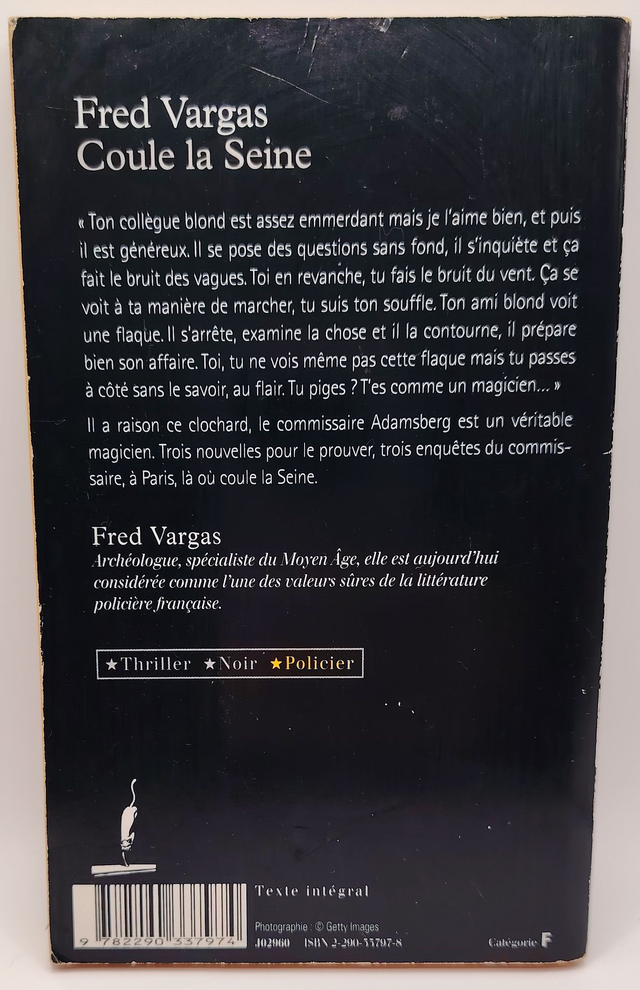 Fred Vargas
Coule la Seine
« Ton collègue blond est assez emmerdant mais je l'aime bien, et puis
il est généreux. Il se pose des questions sans fond, il s'inquiète et ça
fait le bruit des vagues. Toi en revanche, tu fais le bruit du vent. Ça se
voit à ta manière de marcher, tu suis ton souffle. Ton ami blond voit
une flaque. Il s'arrête, examine la chose et il la contourne, il prépare
bien son affaire. Toi, tu ne vois même pas cette flaque mais tu passes
à côté sans le savoir, au flair. Tu piges ? T'es comme un magicien... »
Il a raison ce clochard, le commissaire Adamsberg est un véritable
magicien. Trois nouvelles pour le prouver, trois enquêtes du commis-
saire, à Paris, là où coule la Seine.
Fred Vargas
Archéologue, spécialiste du Moyen Âge, elle est aujourd'hui
considérée comme l'une des valeurs sûres de la littérature
policière française.
★Thriller ★Noir ★Policier
Texte intégral
Photographie : © Getty Images
J02960 ISBN 2-290-33797-8
Catégorie F
9 782290 337974